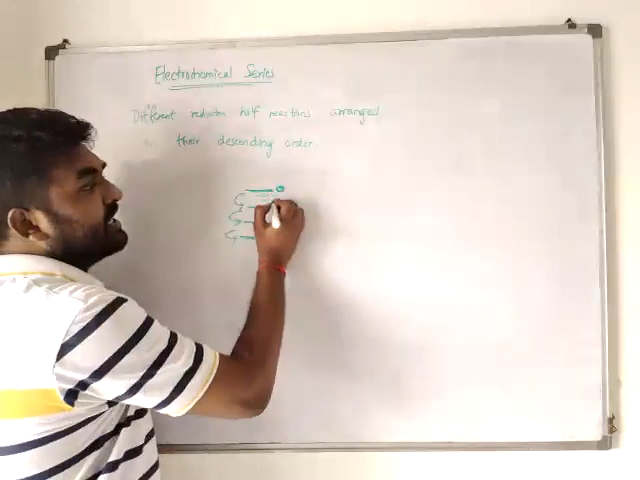 Electrochemical Series
Different reduction half reactions arranged
in their descending order.